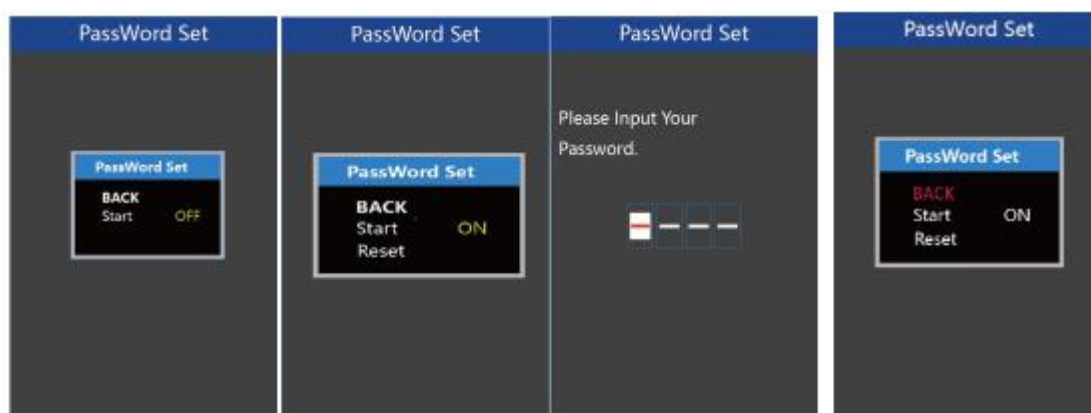 PassWord Set
PassWord Set
BACK
Start OFF
PassWord Set
PassWord Set
BACK
Start ON
Reset
PassWord Set
Please Input Your
Password.
PassWord Set
PassWord Set
BACK
Start ON
Reset